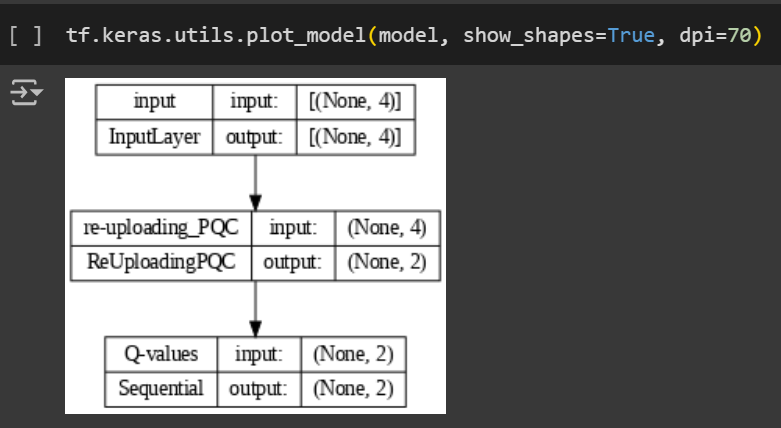 [ ] tf.keras.utils.plot_model(model, show_shapes=True, dpi=70)
input input: [(None, 4)]
InputLayer output: [(None, 4)]
re-uploading_PQC input: (None, 4)
ReUploadingPQC output: (None, 2)
Q-values input: (None, 2)
Sequential output: (None, 2)